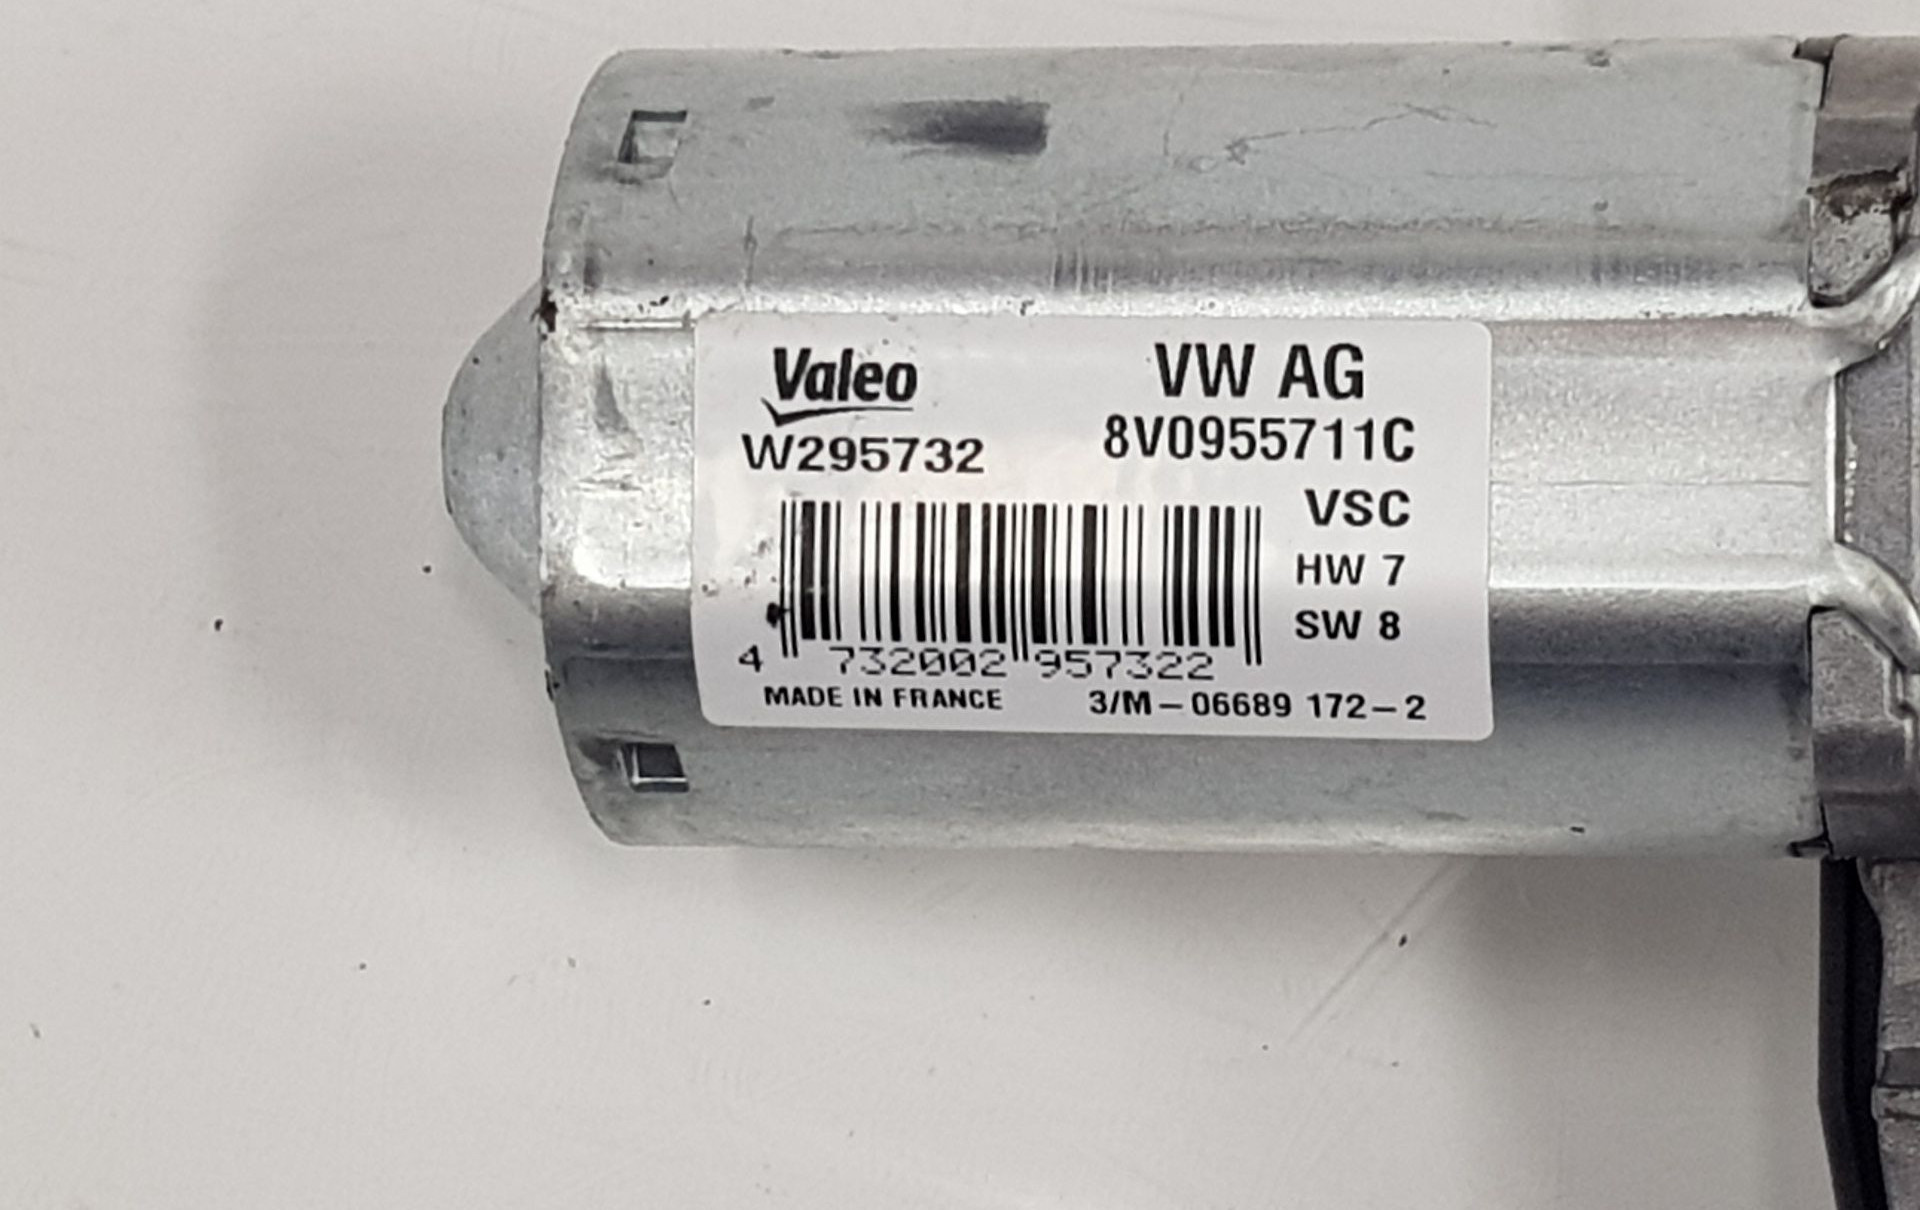 Valeo
VW AG
W295732
8V0955711C
VSC
HW 7
SW 8
4 732002 957322
MADE IN FRANCE
3/M-06689 172-2